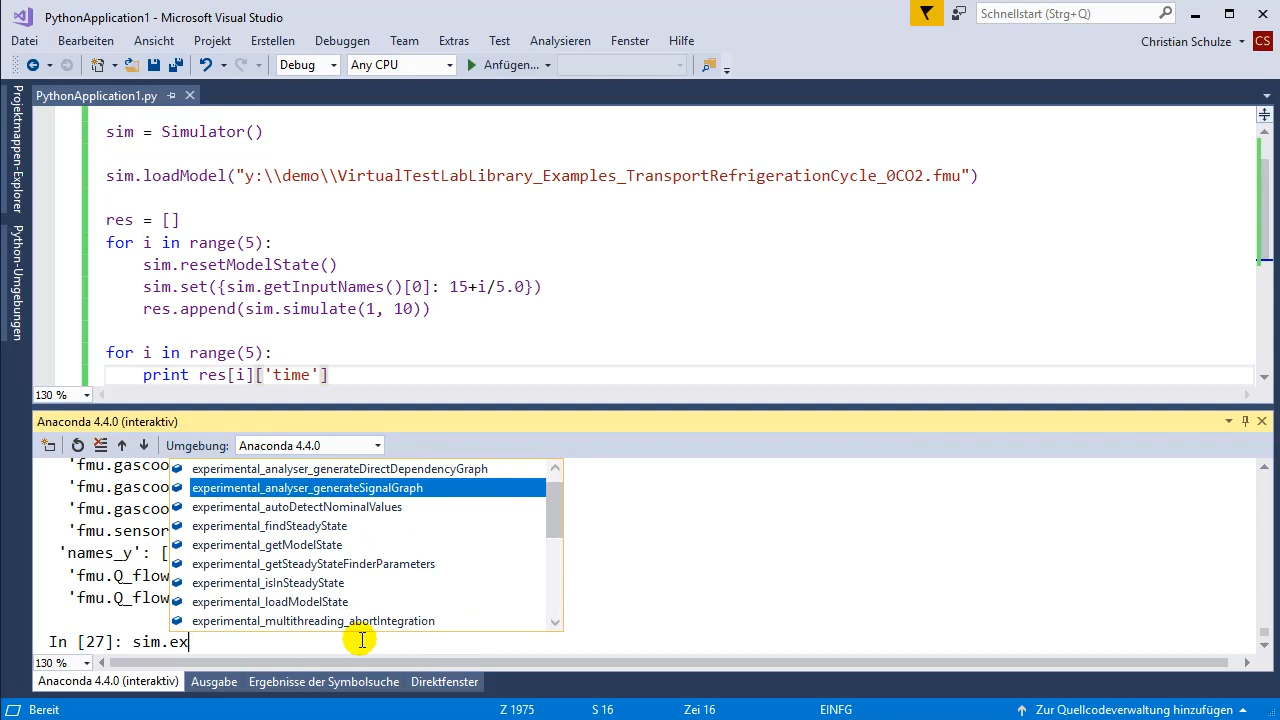 PythonApplication1 - Microsoft Visual Studio
Schnellstart (Strg+Q)
Datei Bearbeiten Ansicht Projekt Erstellen Debuggen Team Extras Test Analysieren Fenster Hilfe
Christian Schulze CS
Debug Any CPU Anfügen...
PythonApplication1.py
Projektmappen-Explorer
Python-Umgebungen
sim = Simulator()
sim.loadModel("y:\\demo\\VirtualTestLabLibrary_Examples_TransportRefrigerationCycle_0CO2.fmu")
res = []
for i in range(5):
sim.resetModelState()
sim.set({sim.getInputNames()[0]: 15+i/5.0})
res.append(sim.simulate(1, 10))
for i in range(5):
print res[i]['time']
130 %
Anaconda 4.4.0 (interaktiv)
Umgebung: Anaconda 4.4.0
'fmu.gascoo
'fmu.gascoo
'fmu.gascoo
'fmu.sensor
'names_y': [
'fmu.Q_flow
'fmu.Q_flow
experimental_analyser_generateDirectDependencyGraph
experimental_analyser_generateSignalGraph
experimental_autoDetectNominalValues
experimental_findSteadyState
experimental_getModelState
experimental_getSteadyStateFinderParameters
experimental_isInSteadyState
experimental_loadModelState
experimental_multithreading_abortIntegration
In [27]: sim.ex
130 %
Anaconda 4.4.0 (interaktiv) Ausgabe Ergebnisse der Symbolsuche Direktfenster
Bereit Z 1975 S 16 Zei 16 EINFG Zur Quellcodeverwaltung hinzufügen